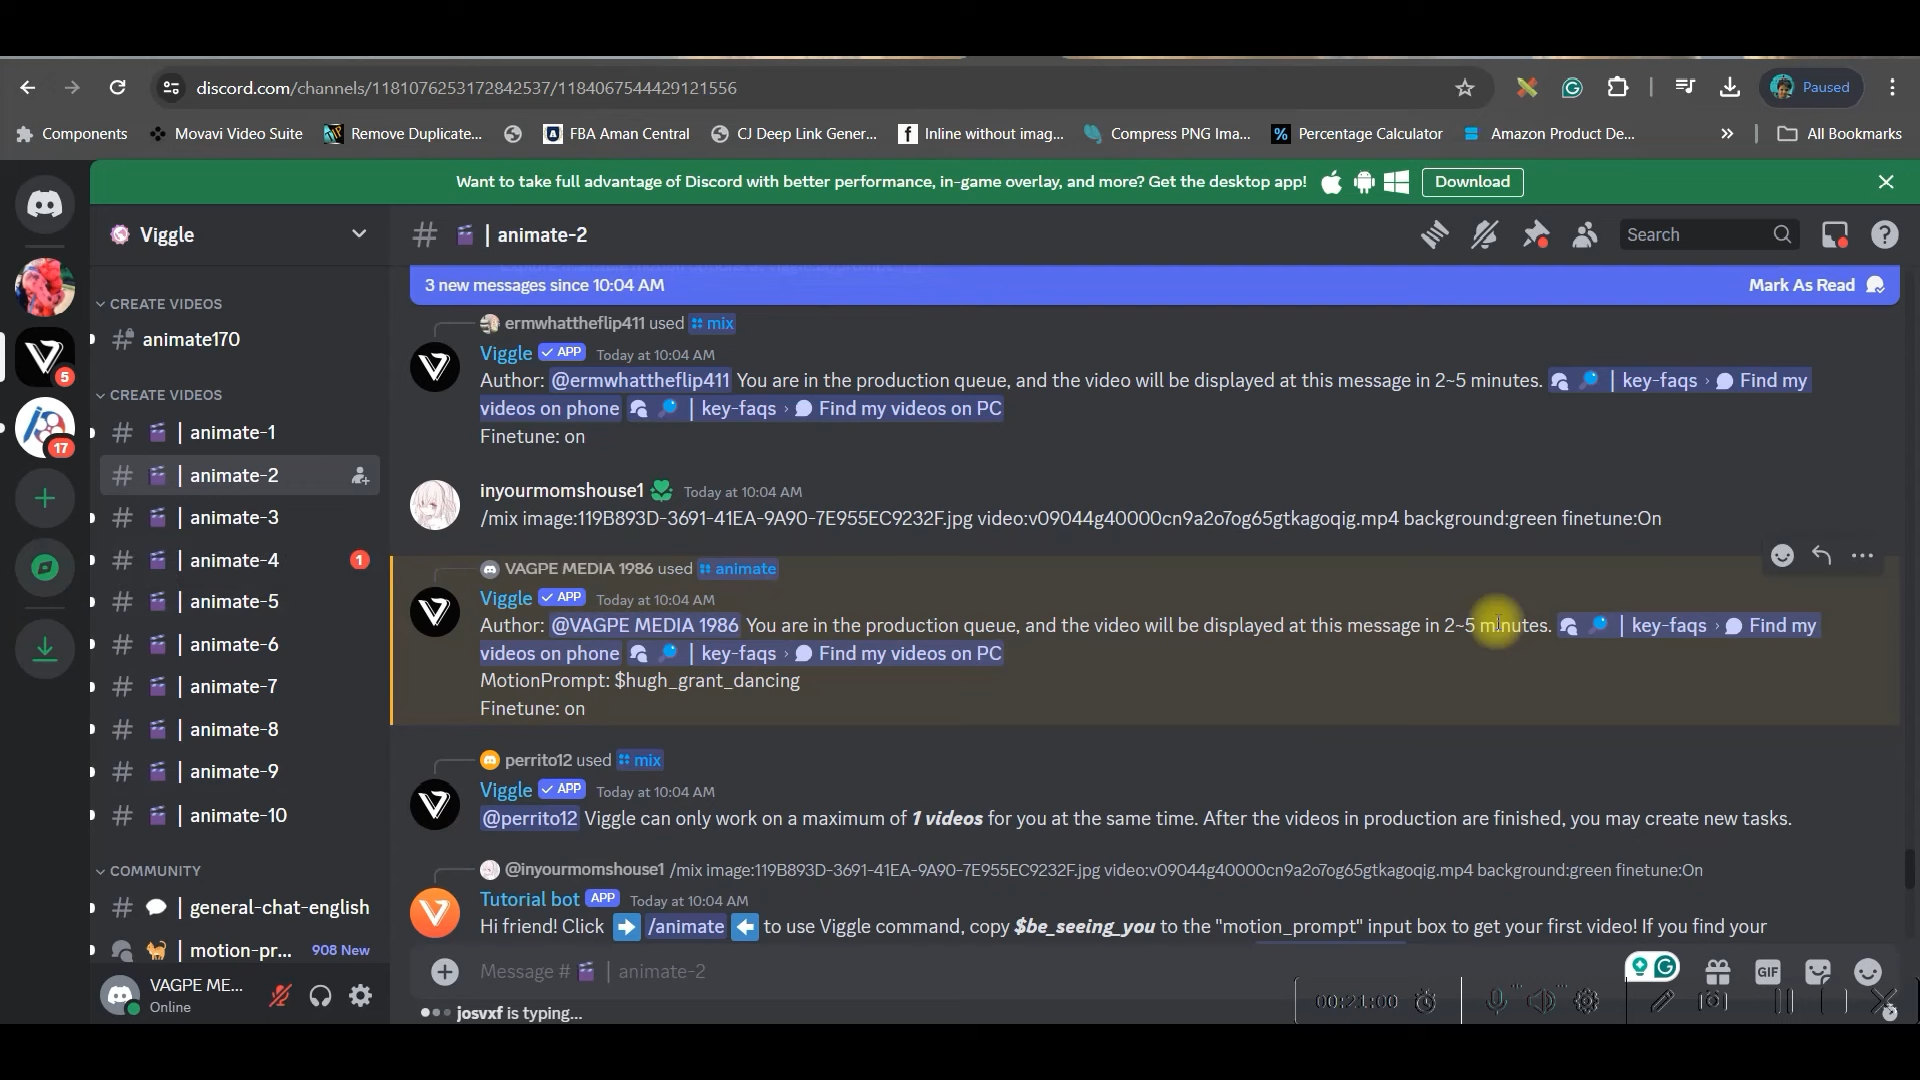 discord.com/channels/1181076253172842537/1184067544429121556
Paused
Components
Movavi Video Suite
Remove Duplicate...
FBA Aman Central
CJ Deep Link Gener...
Inline without imag...
Compress PNG Ima...
Percentage Calculator
Amazon Product De...
All Bookmarks
Want to take full advantage of Discord with better performance, in-game overlay, and more? Get the desktop app!
Download
Viggle
| animate-2
Search
3 new messages since 10:04 AM
Mark As Read
CREATE VIDEOS
animate170
CREATE VIDEOS
| animate-1
| animate-2
| animate-3
| animate-4
1
| animate-5
| animate-6
| animate-7
| animate-8
| animate-9
| animate-10
COMMUNITY
| general-chat-english
| motion-pr...
908 New
5
17
ermwhattheflip411 used mix
Viggle APP Today at 10:04 AM
Author: @ermwhattheflip411 You are in the production queue, and the video will be displayed at this message in 2~5 minutes. | key-faqs › Find my
videos on phone | key-faqs › Find my videos on PC
Finetune: on
inyourmomshouse1 Today at 10:04 AM
/mix image:119B893D-3691-41EA-9A90-7E955EC9232F.jpg video:v09044g40000cn9a2o7og65gtkagoqig.mp4 background:green finetune:On
VAGPE MEDIA 1986 used animate
Viggle APP Today at 10:04 AM
Author: @VAGPE MEDIA 1986 You are in the production queue, and the video will be displayed at this message in 2~5 minutes. | key-faqs › Find my
videos on phone | key-faqs › Find my videos on PC
MotionPrompt: $hugh_grant_dancing
Finetune: on
perrito12 used mix
Viggle APP Today at 10:04 AM
@perrito12 Viggle can only work on a maximum of 1 videos for you at the same time. After the videos in production are finished, you may create new tasks.
@inyourmomshouse1 /mix image:119B893D-3691-41EA-9A90-7E955EC9232F.jpg video:v09044g40000cn9a2o7og65gtkagoqig.mp4 background:green finetune:On
Tutorial bot APP Today at 10:04 AM
Hi friend! Click /animate to use Viggle command, copy $be_seeing_you to the "motion_prompt" input box to get your first video! If you find your
Message # | animate-2
GIF
VAGPE ME...
Online
josvxf is typing...
00:21:00